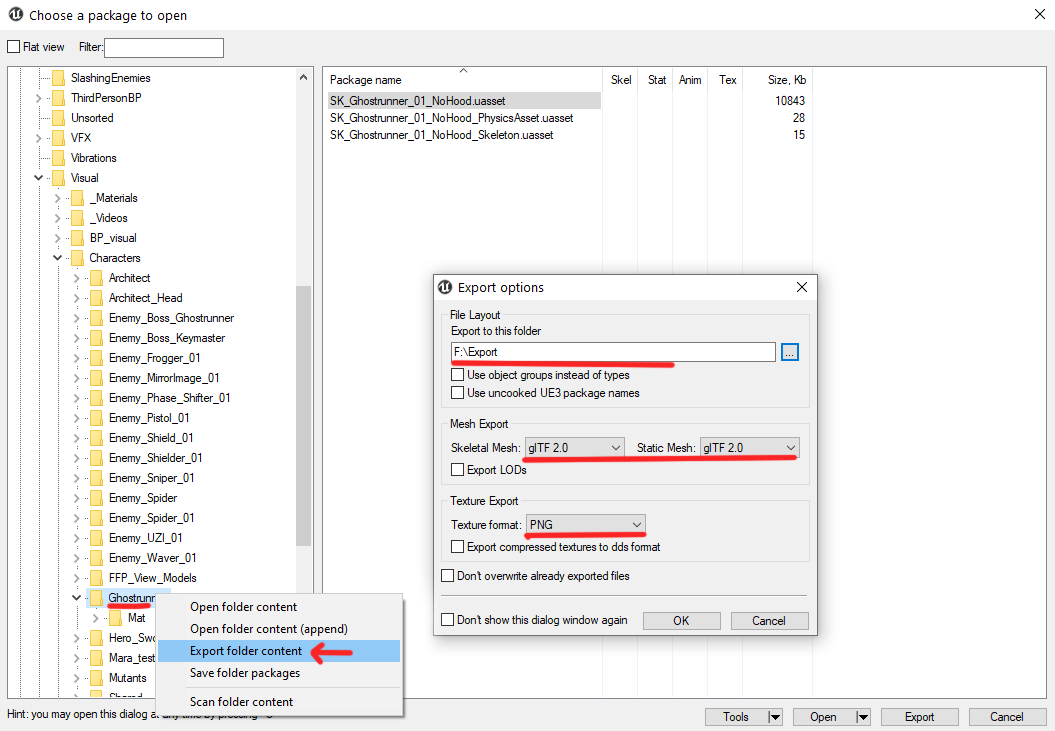 Choose a package to open
Flat view Filter:
SlashingEnemies
ThirdPersonBP
Unsorted
VFX
Vibrations
Visual
_Materials
_Videos
BP_visual
Characters
Architect
Architect_Head
Enemy_Boss_Ghostrunner
Enemy_Boss_Keymaster
Enemy_Frogger_01
Enemy_MirrorImage_01
Enemy_Phase_Shifter_01
Enemy_Pistol_01
Enemy_Shield_01
Enemy_Shielder_01
Enemy_Sniper_01
Enemy_Spider
Enemy_Spider_01
Enemy_UZI_01
Enemy_Waver_01
FFP_View_Models
Ghostrunn
Mat
Hero_Swo
Mara_test
Mutants
Shared
Package name Skel Stat Anim Tex Size, Kb
SK_Ghostrunner_01_NoHood.uasset 10843
SK_Ghostrunner_01_NoHood_PhysicsAsset.uasset 28
SK_Ghostrunner_01_NoHood_Skeleton.uasset 15
Open folder content
Open folder content (append)
Export folder content
Save folder packages
Scan folder content
Export options
File Layout
Export to this folder
F:\Export ...
Use object groups instead of types
Use uncooked UE3 package names
Mesh Export
Skeletal Mesh: glTF 2.0 Static Mesh: glTF 2.0
Export LODs
Texture Export
Texture format: PNG
Export compressed textures to dds format
Don't overwrite already exported files
Don't show this dialog window again OK Cancel
Hint: you may open this dialog at any time by pressing
Tools Open Export Cancel